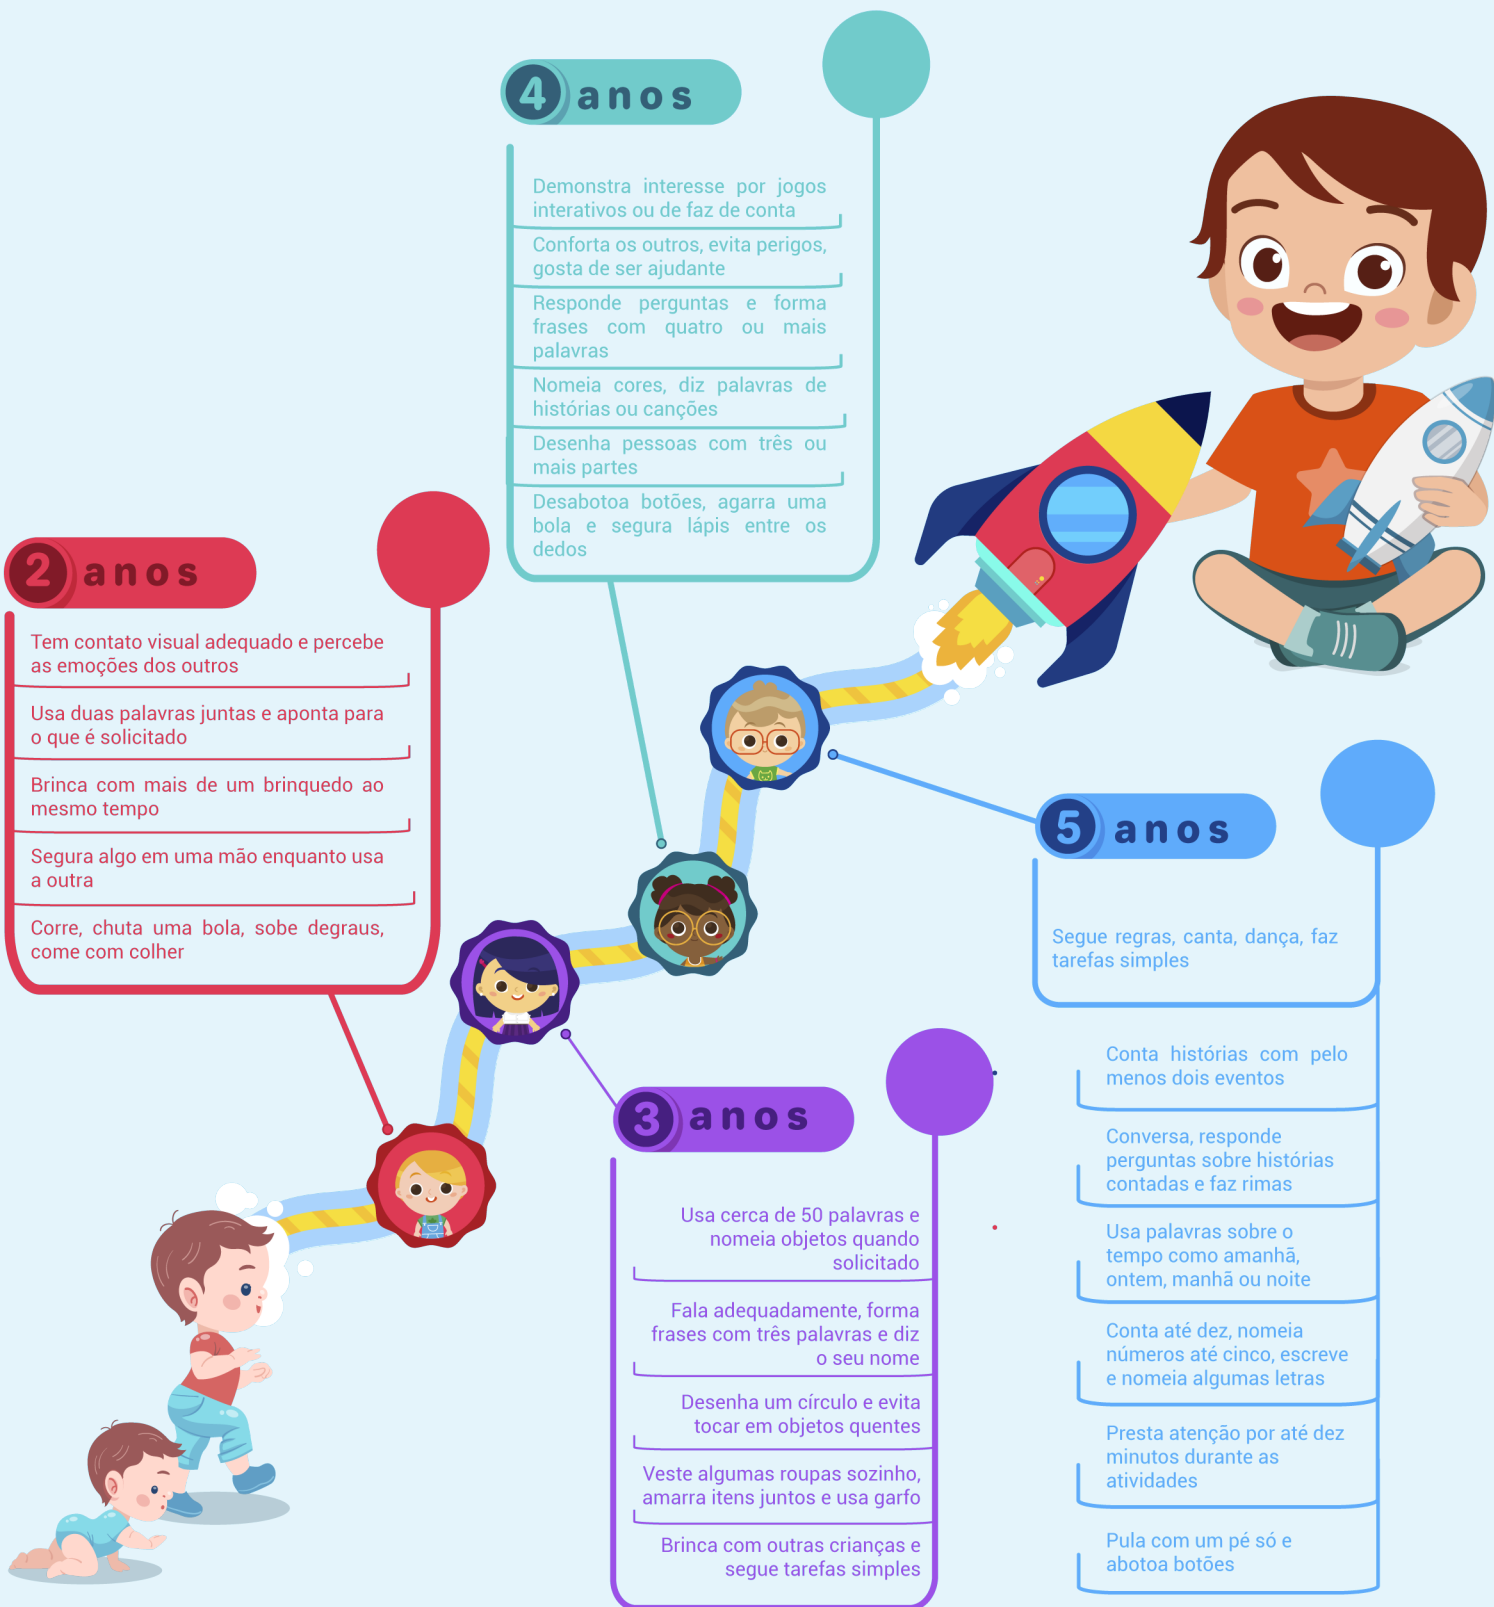 4 anos
Demonstra interesse por jogos
interativos ou de faz de conta
Conforta os outros, evita perigos,
gosta de ser ajudante
Responde perguntas e forma
frases com quatro ou mais
palavras
Nomeia cores, diz palavras de
histórias ou canções
Desenha pessoas com três ou
mais partes
Desabotoa botões, agarra uma
bola e segura lápis entre os
dedos
2 anos
Tem contato visual adequado e percebe
as emoções dos outros
Usa duas palavras juntas e aponta para
o que é solicitado
Brinca com mais de um brinquedo ao
mesmo tempo
Segura algo em uma mão enquanto usa
a outra
Corre, chuta uma bola, sobe degraus,
come com colher
5 anos
Segue regras, canta, dança, faz
tarefas simples
Conta histórias com pelo
menos dois eventos
Conversa, responde
perguntas sobre histórias
contadas e faz rimas
Usa palavras sobre o
tempo como amanhã,
ontem, manhã ou noite
Conta até dez, nomeia
números até cinco, escreve
e nomeia algumas letras
Presta atenção por até dez
minutos durante as
atividades
Pula com um pé só e
abotoa botões
3 anos
Usa cerca de 50 palavras e
nomeia objetos quando
solicitado
Fala adequadamente, forma
frases com três palavras e diz
o seu nome
Desenha um círculo e evita
tocar em objetos quentes
Veste algumas roupas sozinho,
amarra itens juntos e usa garfo
Brinca com outras crianças e
segue tarefas simples